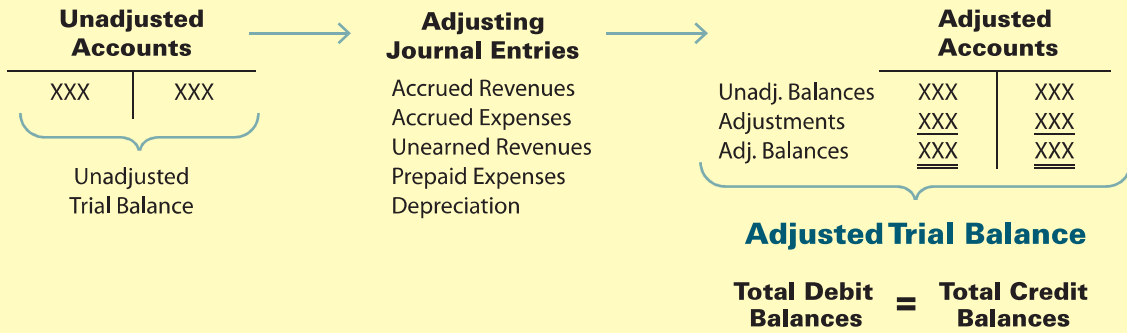 Unadjusted
Accounts
XXX XXX
Unadjusted
Trial Balance
Adjusting
Journal Entries
Accrued Revenues
Accrued Expenses
Unearned Revenues
Prepaid Expenses
Depreciation
Adjusted
Accounts
Unadj. Balances XXX XXX
Adjustments XXX XXX
Adj. Balances XXX XXX
Adjusted Trial Balance
Total Debit
Balances
=
Total Credit
Balances